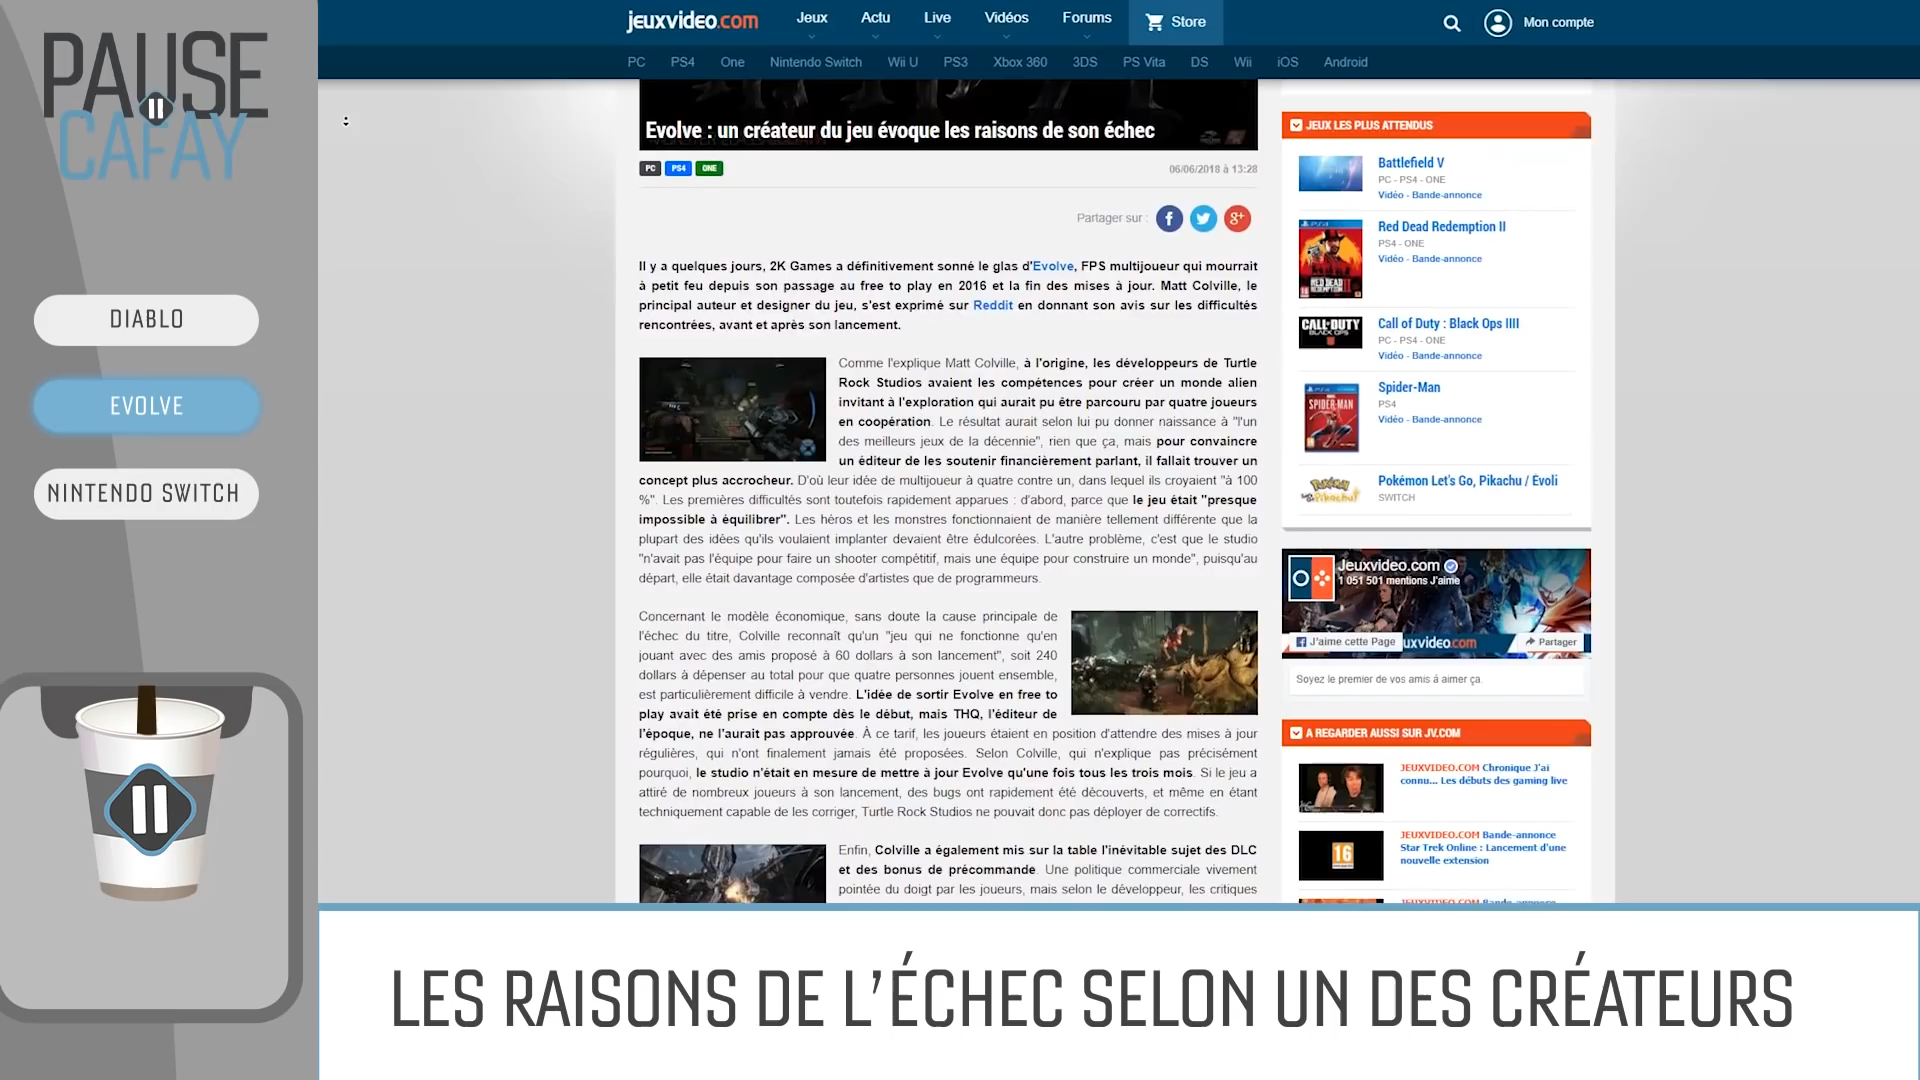 PAUSE
CAFAY
DIABLO
EVOLVE
NINTENDO SWITCH
jeuxvideo.com
Jeux
Actu
Live
Vidéos
Forums
Store
Mon compte
PC
PS4
One
Nintendo Switch
Wii U
PS3
Xbox 360
3DS
PS Vita
DS
Wii
iOS
Android
Evolve : un créateur du jeu évoque les raisons de son échec
PC
PS4
ONE
06/06/2018 à 13:28
Partager sur :
Il y a quelques jours, 2K Games a définitivement sonné le glas d'Evolve, FPS multijoueur qui mourrait
à petit feu depuis son passage au free to play en 2016 et la fin des mises à jour. Matt Colville, le
principal auteur et designer du jeu, s'est exprimé sur Reddit en donnant son avis sur les difficultés
rencontrées, avant et après son lancement.
Comme l'explique Matt Colville, à l'origine, les développeurs de Turtle
Rock Studios avaient les compétences pour créer un monde alien
invitant à l'exploration qui aurait pu être parcouru par quatre joueurs
en coopération. Le résultat aurait selon lui pu donner naissance à "l'un
des meilleurs jeux de la décennie", rien que ça, mais pour convaincre
un éditeur de les soutenir financièrement parlant, il fallait trouver un
concept plus accrocheur. D'où leur idée de multijoueur à quatre contre un, dans lequel ils croyaient "à 100
%". Les premières difficultés sont toutefois rapidement apparues : d'abord, parce que le jeu était "presque
impossible à équilibrer". Les héros et les monstres fonctionnaient de manière tellement différente que la
plupart des idées qu'ils voulaient implanter devaient être édulcorées. L'autre problème, c'est que le studio
"n'avait pas l'équipe pour faire un shooter compétitif, mais une équipe pour construire un monde", puisqu'au
départ, elle était davantage composée d'artistes que de programmeurs.
Concernant le modèle économique, sans doute la cause principale de
l'échec du titre, Colville reconnaît qu'un "jeu qui ne fonctionne qu'en
jouant avec des amis proposé à 60 dollars à son lancement", soit 240
dollars à dépenser au total pour que quatre personnes jouent ensemble,
est particulièrement difficile à vendre. L'idée de sortir Evolve en free to
play avait été prise en compte dès le début, mais THQ, l'éditeur de
l'époque, ne l'aurait pas approuvée. À ce tarif, les joueurs étaient en position d'attendre des mises à jour
régulières, qui n'ont finalement jamais été proposées. Selon Colville, qui n'explique pas précisément
pourquoi, le studio n'était en mesure de mettre à jour Evolve qu'une fois tous les trois mois. Si le jeu a
attiré de nombreux joueurs à son lancement, des bugs ont rapidement été découverts, et même en étant
techniquement capable de les corriger, Turtle Rock Studios ne pouvait donc pas déployer de correctifs.
Enfin, Colville a également mis sur la table l'inévitable sujet des DLC
et des bonus de précommande. Une politique commerciale vivement
pointée du doigt par les joueurs, mais selon le développeur, les critiques
JEUX LES PLUS ATTENDUS
Battlefield V
PC - PS4 - ONE
Vidéo - Bande-annonce
Red Dead Redemption II
PS4 - ONE
Vidéo - Bande-annonce
Call of Duty : Black Ops IIII
PC - PS4 - ONE
Vidéo - Bande-annonce
Spider-Man
PS4
Vidéo - Bande-annonce
Pokémon Let's Go, Pikachu / Évoli
SWITCH
Jeuxvideo.com
1 051 501 mentions J'aime
J'aime cette Page
uxvideo.com
Partager
Soyez le premier de vos amis à aimer ça.
A REGARDER AUSSI SUR JV.COM
JEUXVIDEO.COM Chronique J'ai
connu... Les débuts des gaming live
JEUXVIDEO.COM Bande-annonce
Star Trek Online : Lancement d'une
nouvelle extension
16
LES RAISONS DE L'ÉCHEC SELON UN DES CRÉATEURS